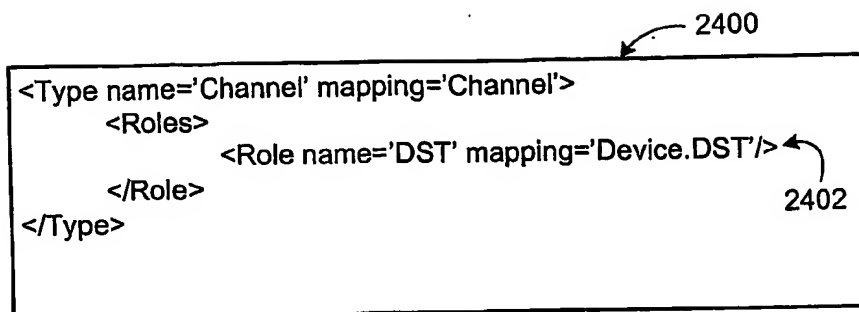 2400
<Type name='Channel' mapping='Channel'>
<Roles>
<Role name='DST' mapping='Device.DST'/>
</Role>
2402
</Type>